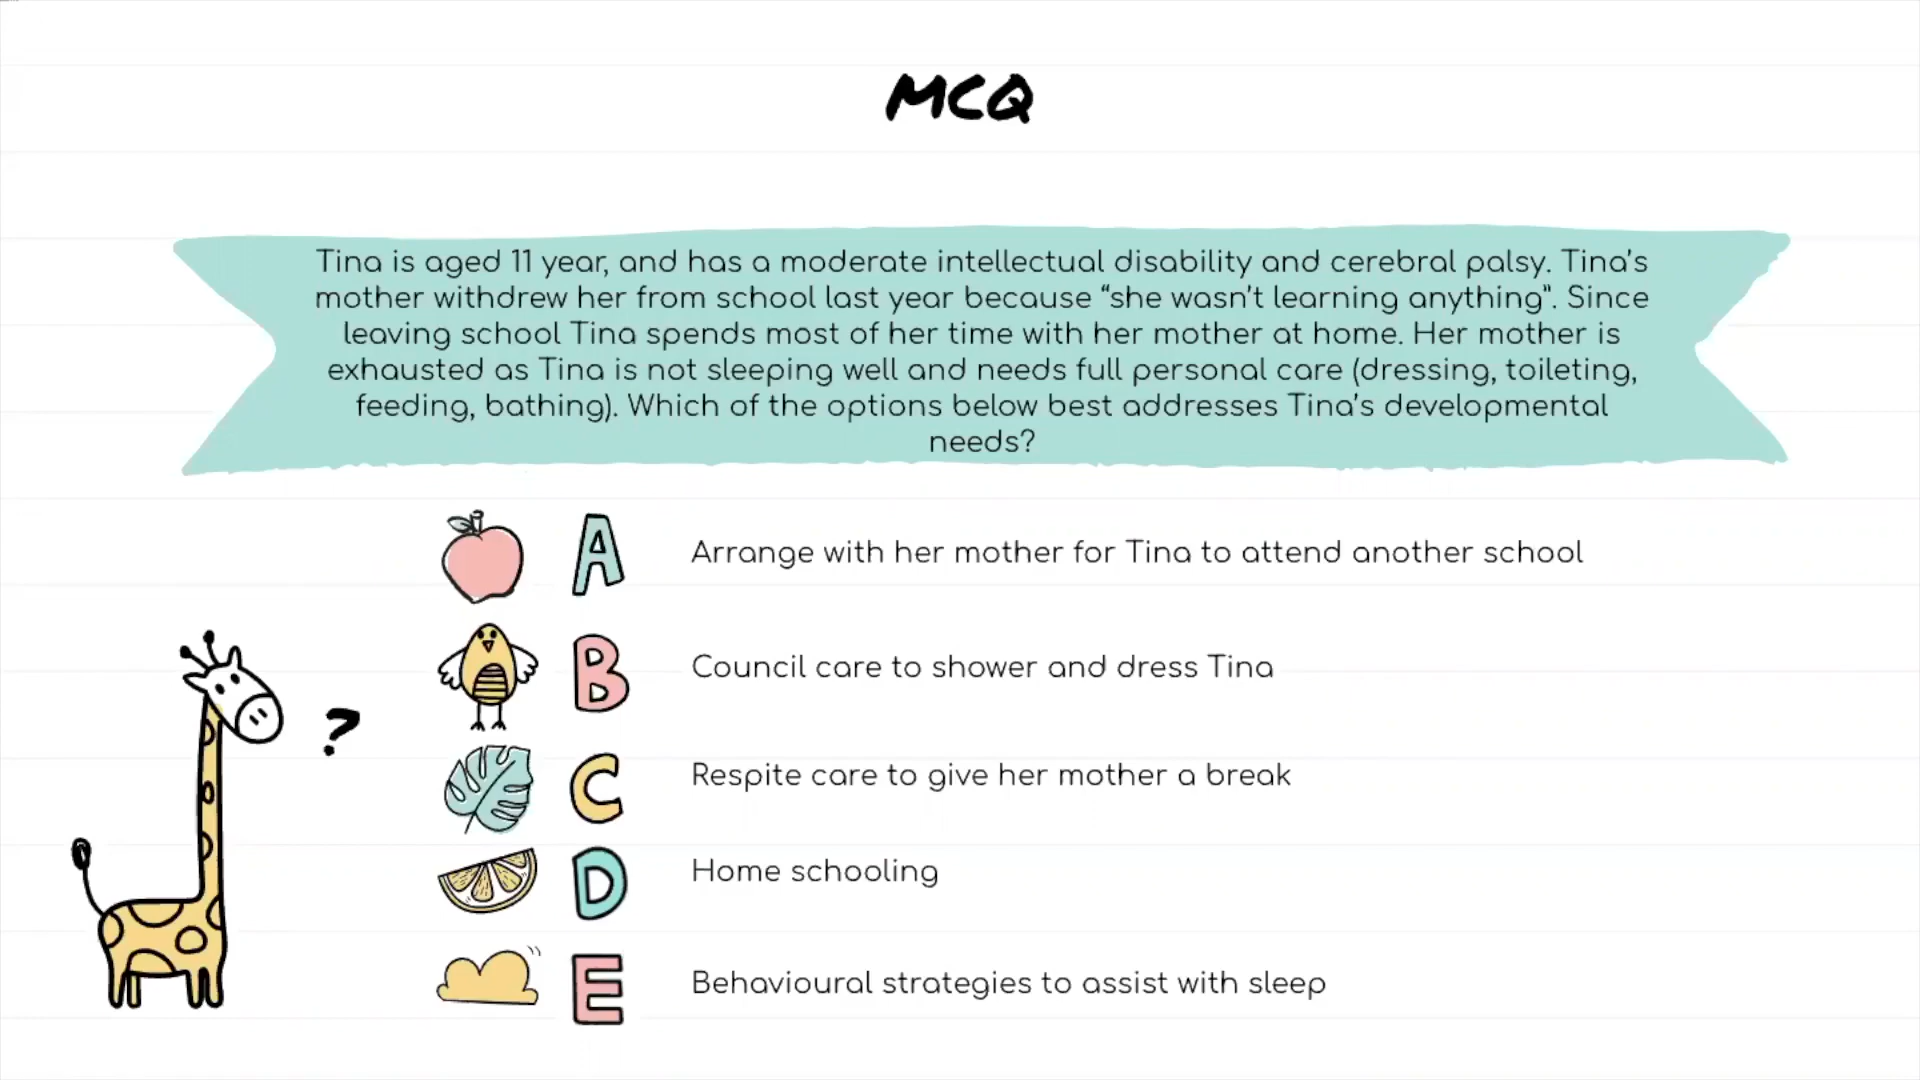 MCQ
Tina is aged 11 year, and has a moderate intellectual disability and cerebral palsy. Tina's
mother withdrew her from school last year because “she wasn't learning anything”. Since
leaving school Tina spends most of her time with her mother at home. Her mother is
exhausted as Tina is not sleeping well and needs full personal care (dressing, toileting,
feeding, bathing). Which of the options below best addresses Tina's developmental
needs?
A Arrange with her mother for Tina to attend another school
B Council care to shower and dress Tina
?
C Respite care to give her mother a break
D Home schooling
E Behavioural strategies to assist with sleep